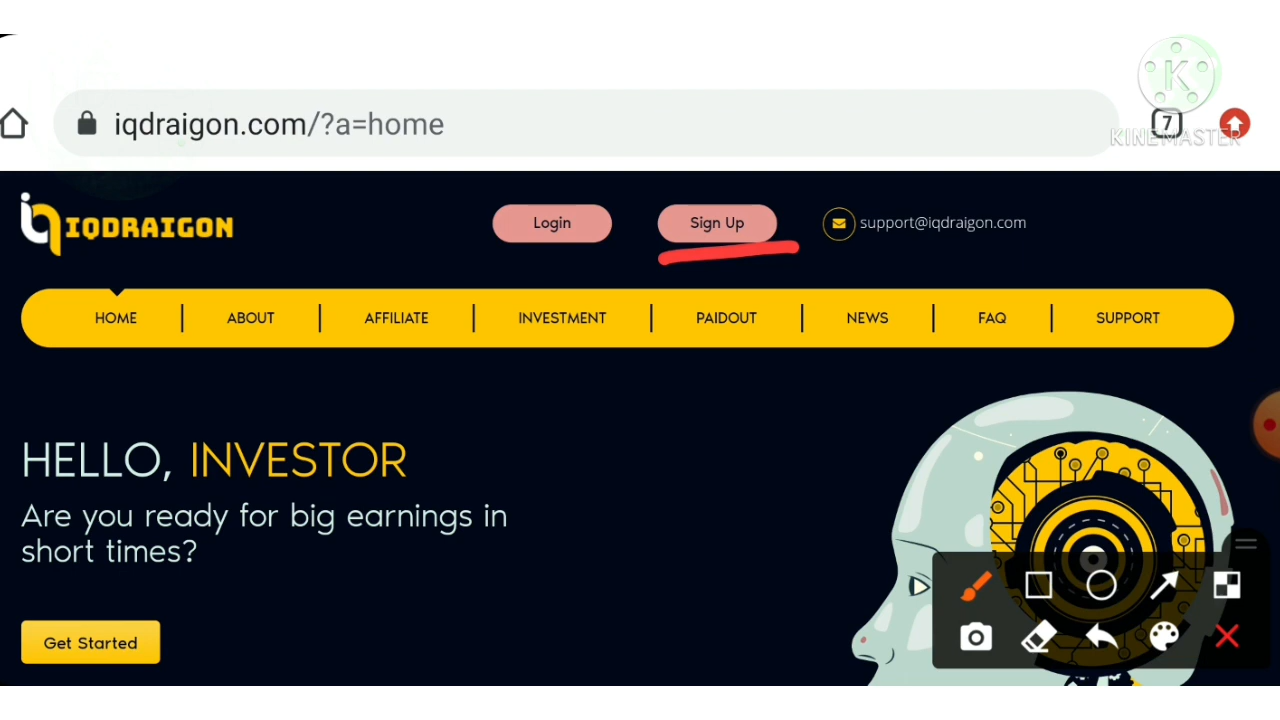 iqdraigon.com/?a=home
7
KINEMASTER
IQDRAIGON
Login
Sign Up
support@iqdraigon.com
HOME
ABOUT
AFFILIATE
INVESTMENT
PAIDOUT
NEWS
FAQ
SUPPORT
HELLO, INVESTOR
Are you ready for big earnings in
short times?
Get Started